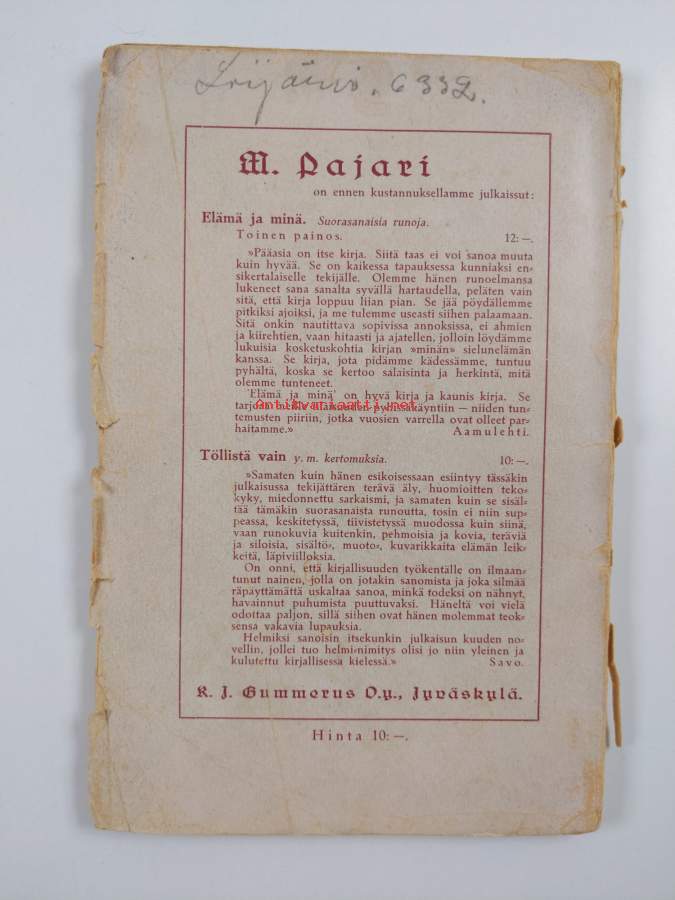 6332.
M. Pajari
on ennen kustannuksellamme julkaissut:
Elämä ja minä. Suorasanaisia runoja.
Toinen painos. 12:—.
»Pääasia on itse kirja. Siitä taas ei voi sanoa muuta
kuin hyvää. Se on kaikessa tapauksessa kunniaksi en-
sikertalaiselle tekijälle. Olemme hänen runoelmansa
lukeneet sana sanalta syvällä hartaudella, peläten vain
sitä, että kirja loppuu liian pian. Se jää pöydällemme
pitkiksi ajoiksi, ja me tulemme useasti siihen palaamaan.
Sitä onkin nautittava sopivissa annoksissa, ei ahmien
ja kiirehtien, vaan hitaasti ja ajatellen, jolloin löydämme
lukuisia kosketuskohtia kirjan »minän» sielunelämän
kanssa. Se kirja, jota pidämme kädessämme, tuntuu
pyhältä, koska se kertoo salaisinta ja herkintä, mitä
olemme tunteneet.
'Elämä ja minä' on hyvä kirja ja kaunis kirja. Se
Antikvariaatti.net
pyhissäkäyntiin — niiden tun-
temusten piiriin, jotka vuosien varrella ovat olleet par-
haitamme.» Aamulehti.
Töllistä vain y. m. kertomuksia. 10:—.
»Samaten kuin hänen esikoisessaan esiintyy tässäkin
julkaisussa tekijättären terävä äly, huomioitten teko-
kyky, miedonnettu sarkasmi, ja samaten kuin se sisäl-
tää tämäkin suorasanaista runoutta, tosin ei niin sup-
peassa, keskitetyssä, tiivistetyssä muodossa kuin siinä,
vaan runokuvia kuitenkin, pehmoisia ja kovia, teräviä
ja siloisia, sisältö-, muoto-, kuvarikkaita elämän leik-
keitä, läpiviilloksia.
On onni, että kirjallisuuden työkentälle on ilmaan-
tunut nainen, jolla on jotakin sanomista ja joka silmää
räpäyttämättä uskaltaa sanoa, minkä todeksi on nähnyt,
havainnut puhumista puuttuvaksi. Häneltä voi vielä
odottaa paljon, sillä siihen ovat hänen molemmat teok-
sensa vakavia lupauksia.
Helmiksi sanoisin itsekunkin julkaisun kuuden no-
vellin, jollei tuo helmi-nimitys olisi jo niin yleinen ja
kulutettu kirjallisessa kielessä.» Savo.
K. J. Gummerus O.y., Jyväskylä.
Hinta 10:—.